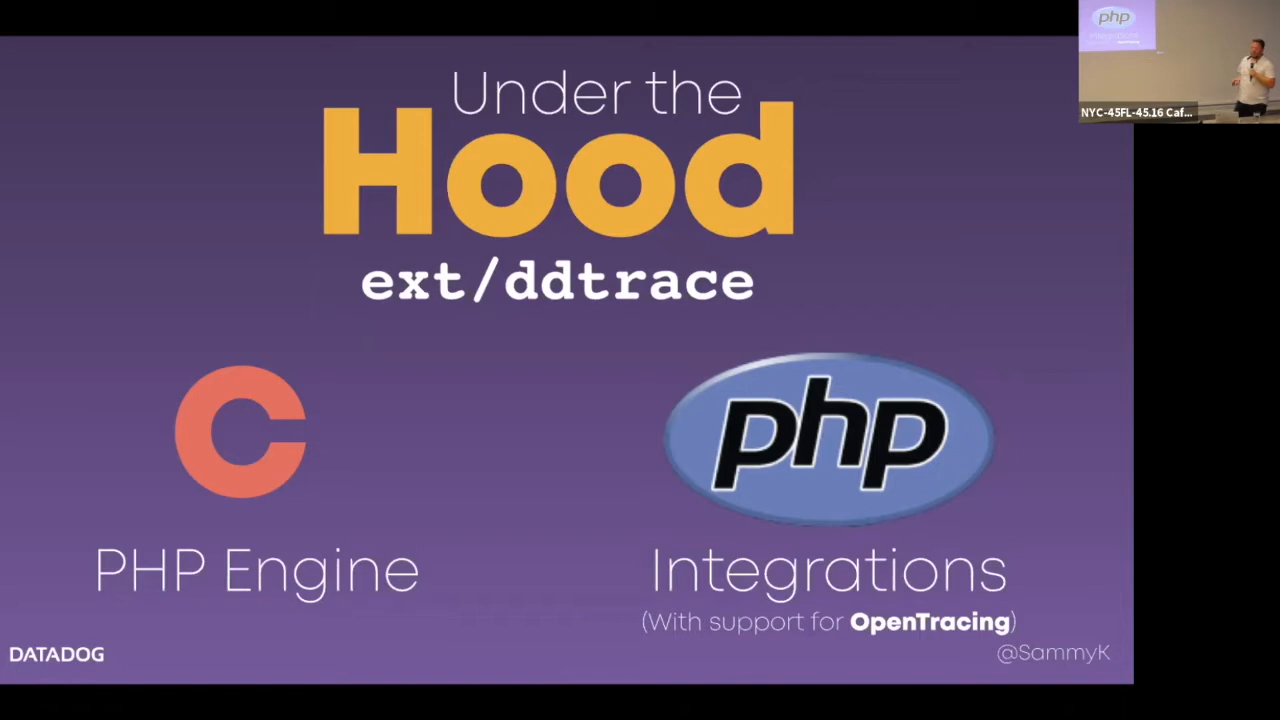 Under the
Hood
ext/ddtrace
C
php
PHP Engine
Integrations
(With support for OpenTracing)
DATADOG
@SammyK
php
Integrations
NYC-45FL-45.16 Caf...